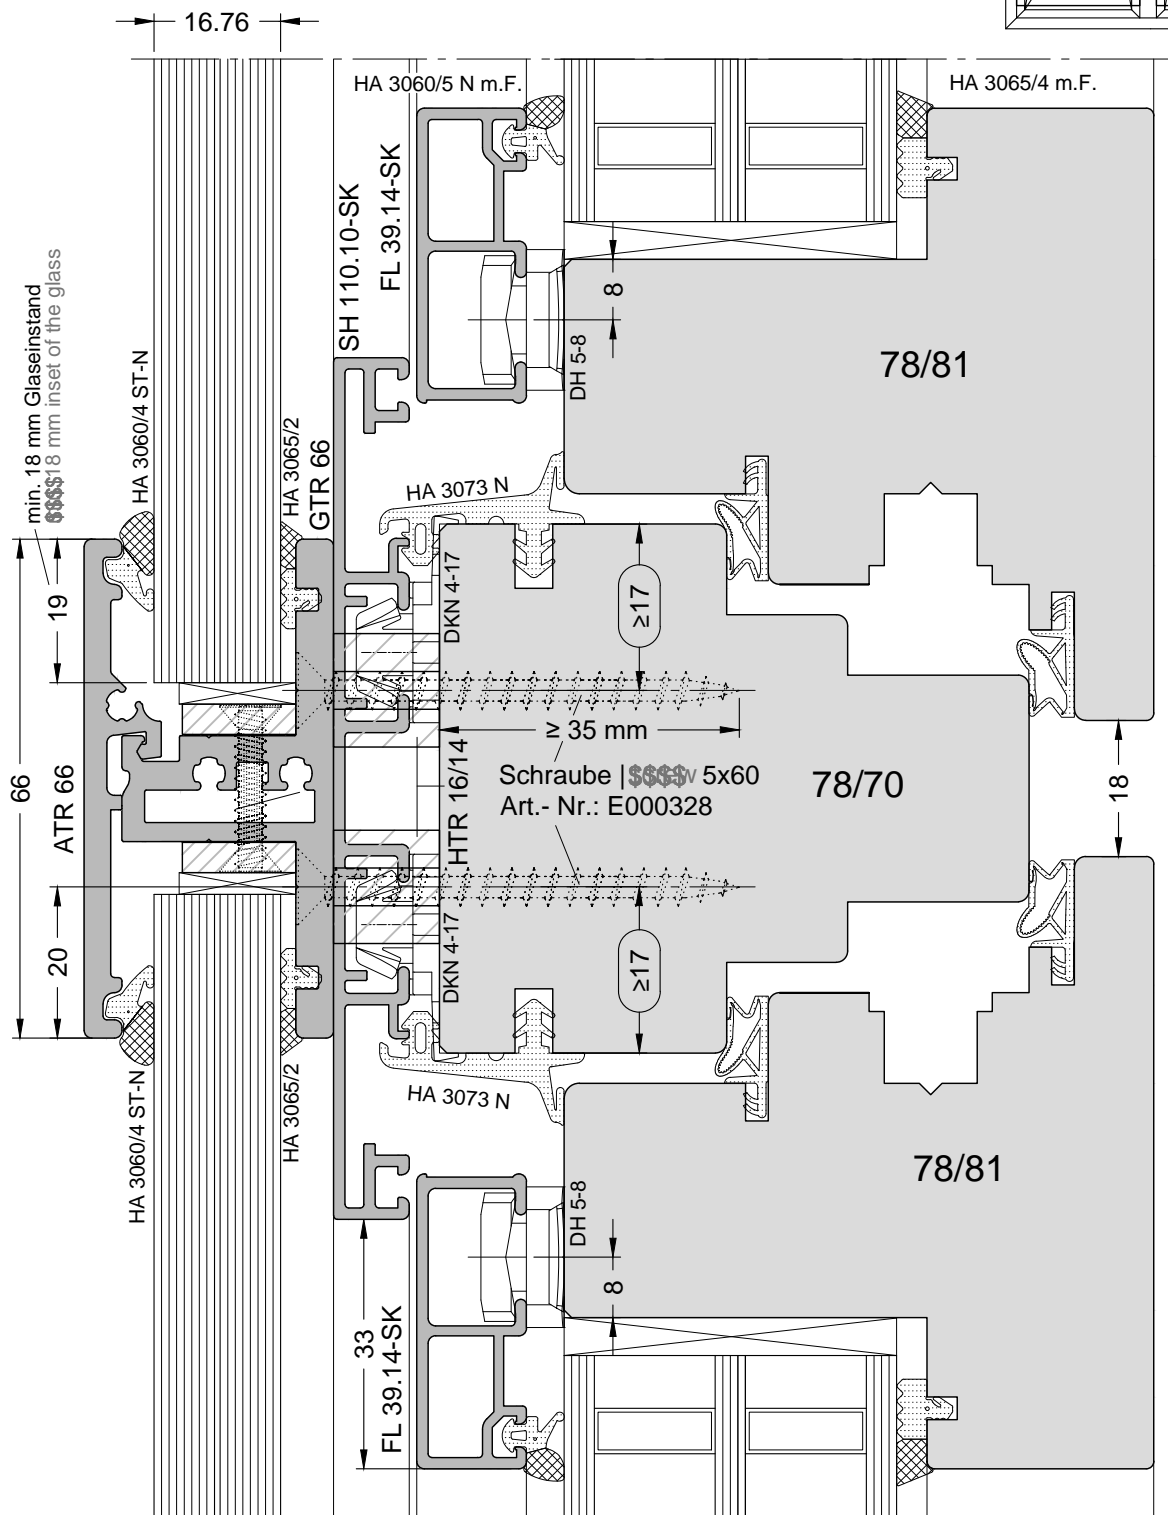 16.76
HA 3060/5 N m.F.
HA 3065/4 m.F.
SH 110.10-SK
FL 39.14-SK
min. 18 mm Glaseinstand
18 mm inset of the glass
HA 3060/4 ST-N
HA 3065/2
GTR 66
8
DH 5-8
78/81
HA 3073 N
DKN 4-17
≥17
19
66
ATR 66
≥ 35 mm
Schraube | 5x60
Art.- Nr.: E000328
HTR 16/14
78/70
18
20
DKN 4-17
≥17
HA 3060/4 ST-N
HA 3065/2
HA 3073 N
78/81
DH 5-8
8
33
FL 39.14-SK